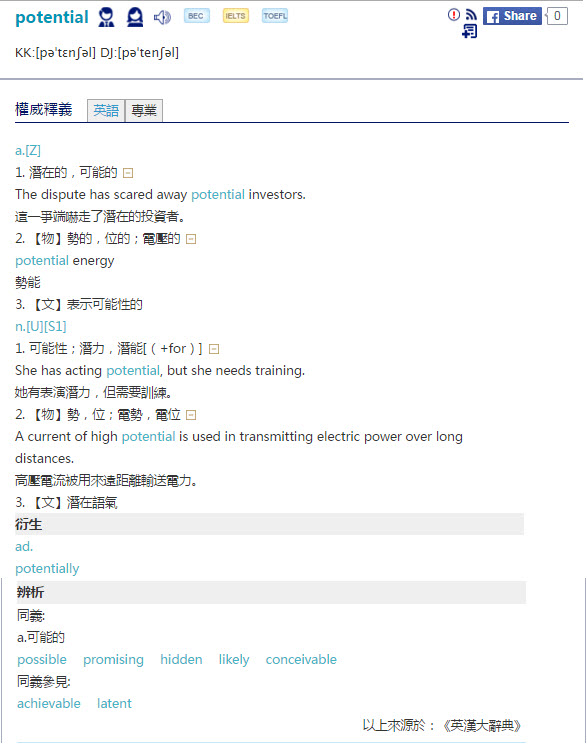 potential BEC IELTS TOEFL Share 0
KK:[pəˋtɛnʃəl] DJ:[pəˋtenʃəl]
權威釋義 英語 專業
a.[Z]
1. 潛在的，可能的
The dispute has scared away potential investors.
這一爭端嚇走了潛在的投資者。
2. 【物】勢的，位的；電壓的
potential energy
勢能
3. 【文】表示可能性的
n.[U][S1]
1. 可能性；潛力，潛能[（+for）]
She has acting potential, but she needs training.
她有表演潛力，但需要訓練。
2. 【物】勢，位；電勢，電位
A current of high potential is used in transmitting electric power over long
distances.
高壓電流被用來遠距離輸送電力。
3. 【文】潛在語氣
衍生
ad.
potentially
辨析
同義:
a.可能的
possible promising hidden likely conceivable
同義參見:
achievable latent
以上來源於：《英漢大辭典》